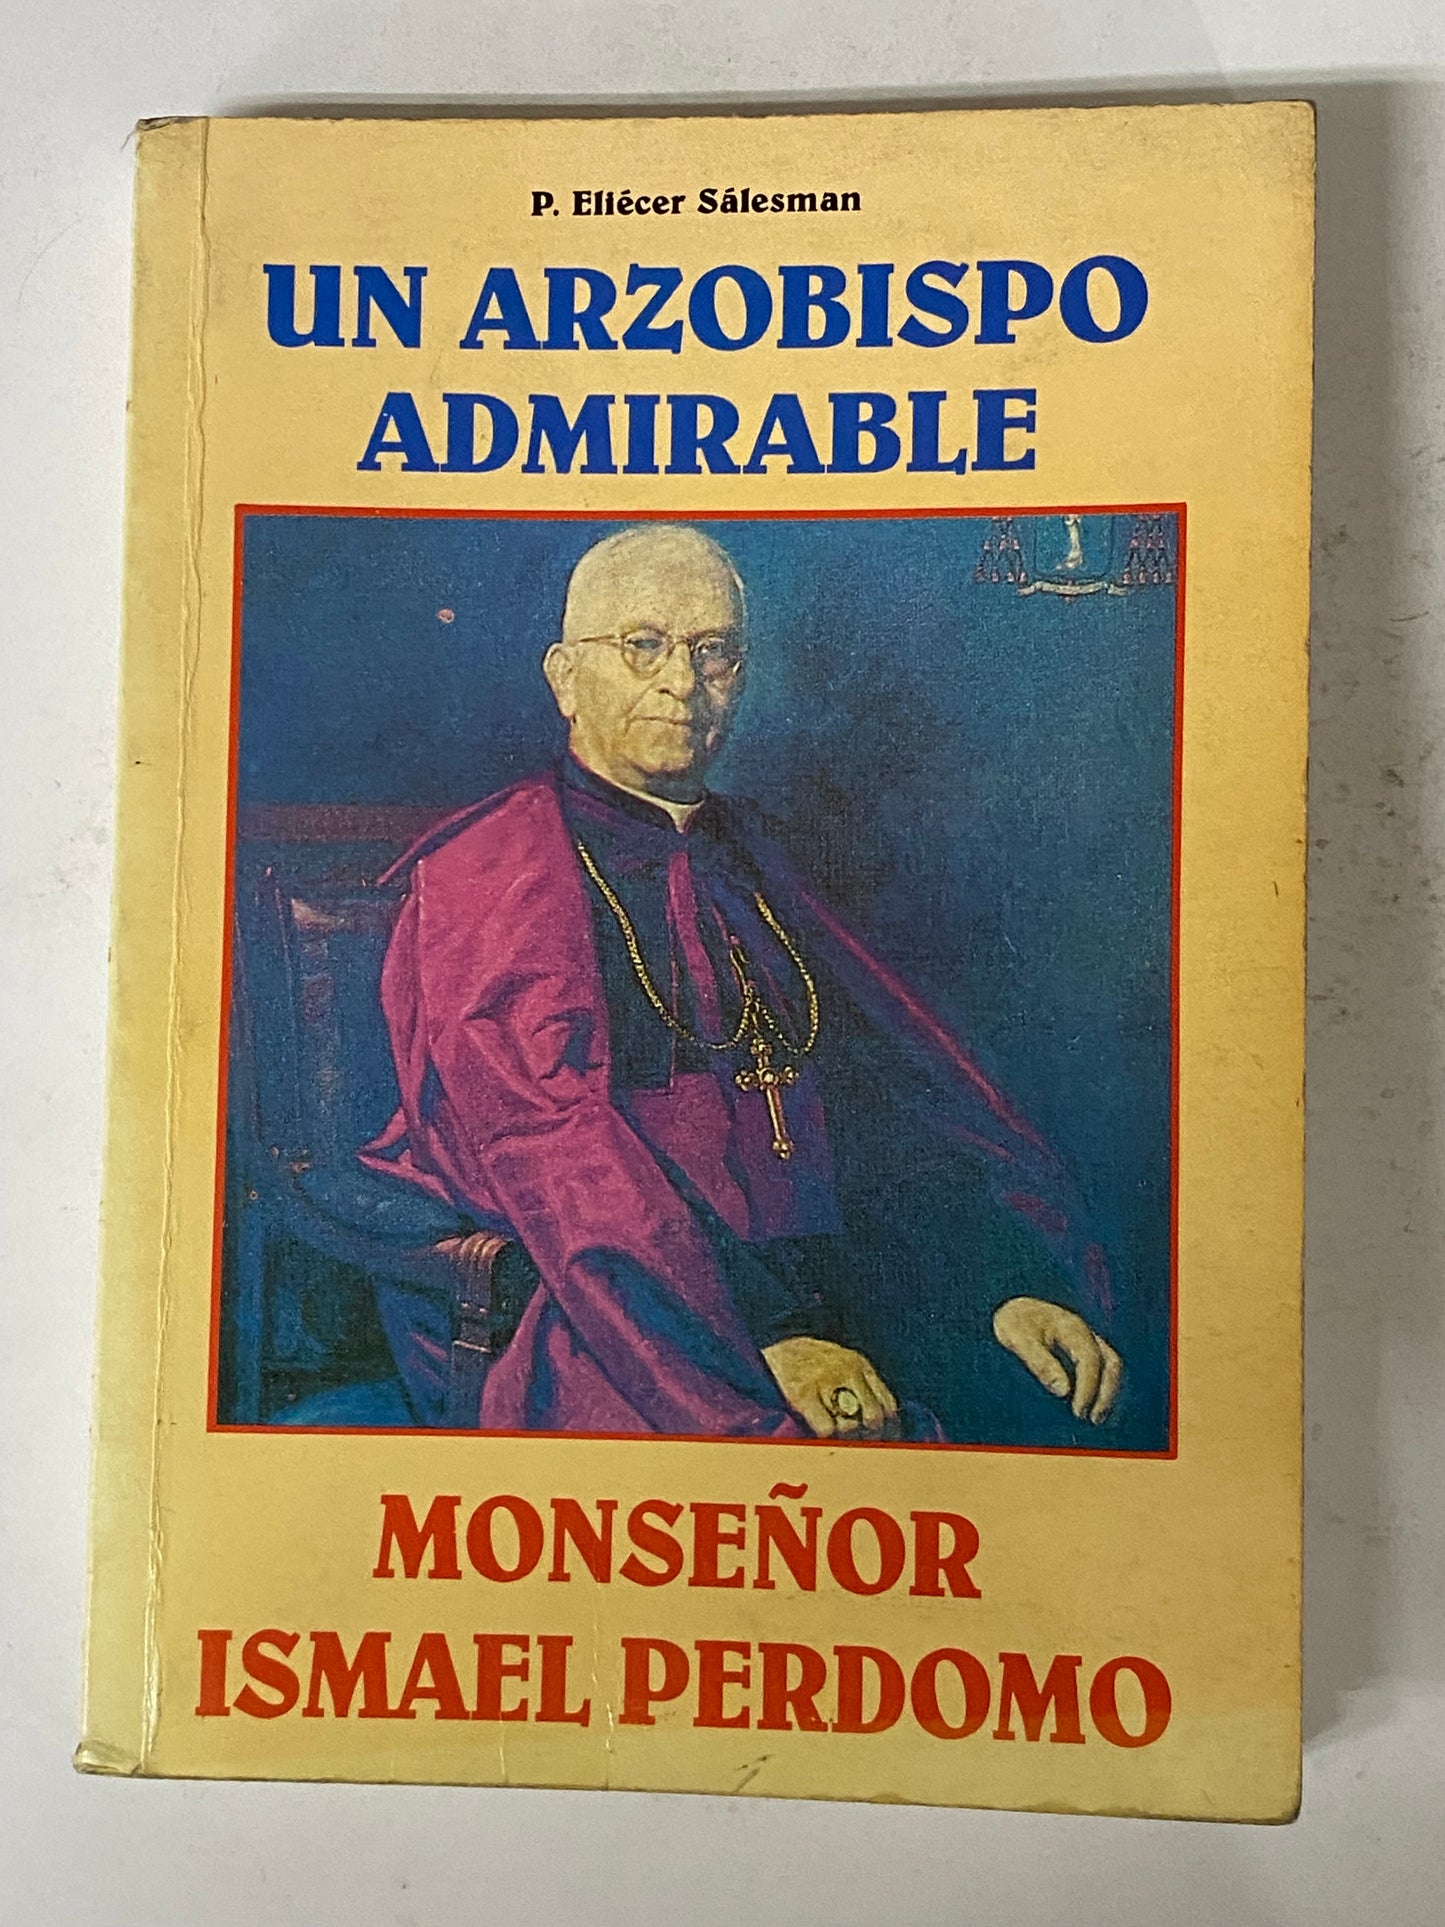 P. Eliécer Sálesman
UN ARZOBISPO
ADMIRABLE
MONSEÑOR
ISMAEL PERDOMO